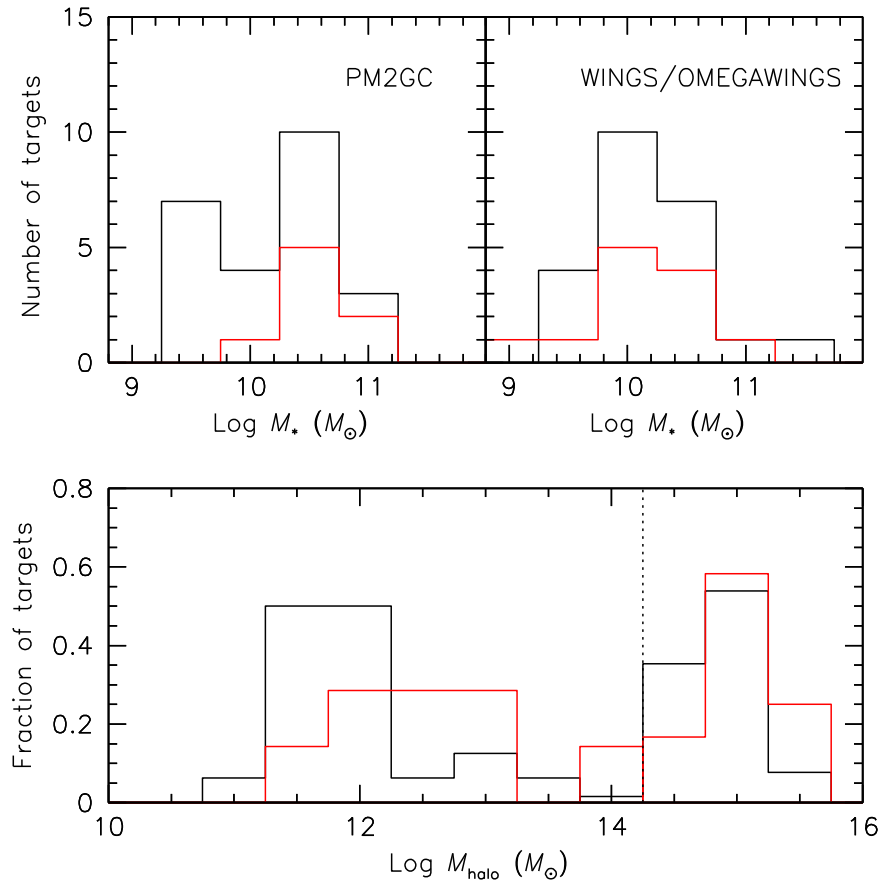 15
10
5
0
Number of targets
PM2GC
WINGS/OMEGAWINGS
9 10 11 9 10 11
Log M* (M⊙) Log M* (M⊙)
0.8
0.6
0.4
0.2
0
Fraction of targets
10 12 14 16
Log Mhalo (M⊙)